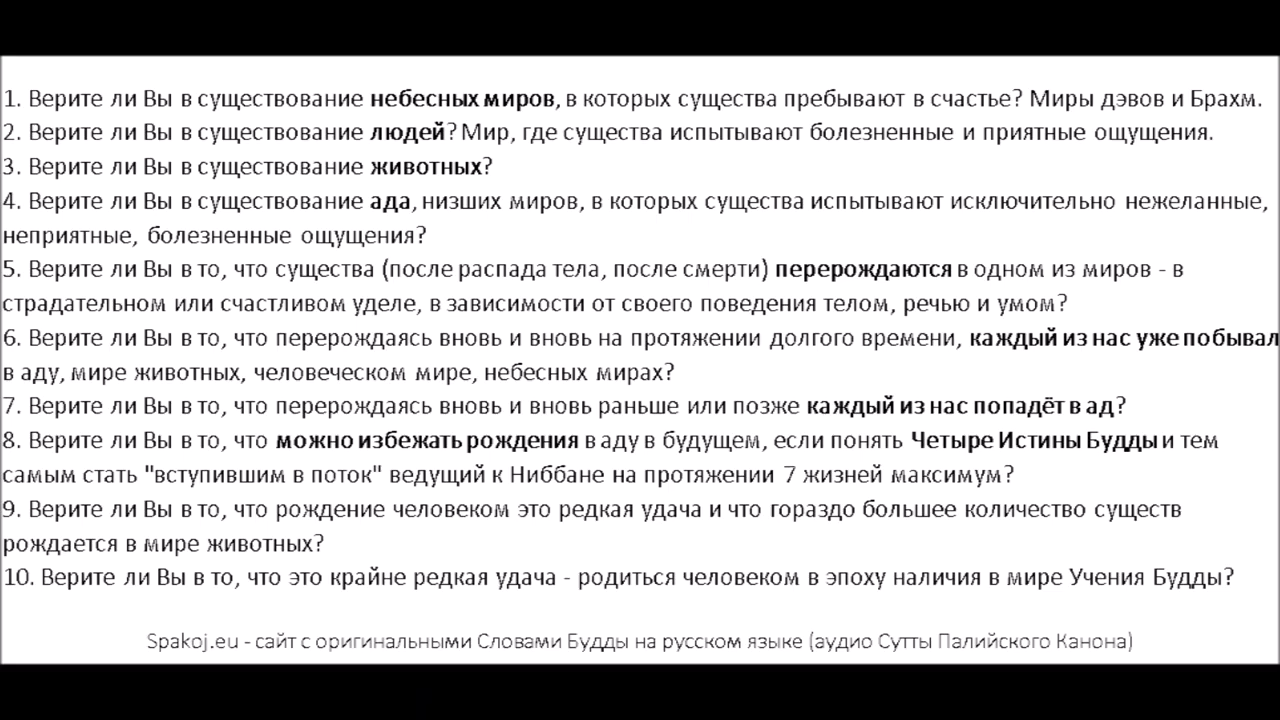 1. Верите ли Вы в существование небесных миров, в которых существа пребывают в счастье? Миры дэвов и Брахм.
2. Верите ли Вы в существование людей? Мир, где существа испытывают болезненные и приятные ощущения.
3. Верите ли Вы в существование животных?
4. Верите ли Вы в существование ада, низших миров, в которых существа испытывают исключительно нежеланные,
неприятные, болезненные ощущения?
5. Верите ли Вы в то, что существа (после распада тела, после смерти) перерождаются в одном из миров - в
страдательном или счастливом уделе, в зависимости от своего поведения телом, речью и умом?
6. Верите ли Вы в то, что перерождаясь вновь и вновь на протяжении долгого времени, каждый из нас уже побывал
в аду, мире животных, человеческом мире, небесных мирах?
7. Верите ли Вы в то, что перерождаясь вновь и вновь раньше или позже каждый из нас попадёт в ад?
8. Верите ли Вы в то, что можно избежать рождения в аду в будущем, если понять Четыре Истины Будды и тем
самым стать "вступившим в поток" ведущий к Ниббане на протяжении 7 жизней максимум?
9. Верите ли Вы в то, что рождение человеком это редкая удача и что гораздо большее количество существ
рождается в мире животных?
10. Верите ли Вы в то, что это крайне редкая удача - родиться человеком в эпоху наличия в мире Учения Будды?
Spakoj.eu - сайт с оригинальными Словами Будды на русском языке (аудио Сутты Палийского Канона)